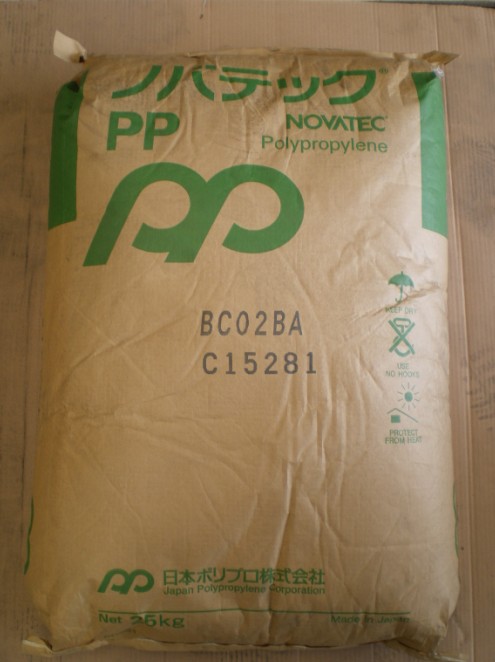 ノバテック
PP
NOVATEC
Polypropylene
BC02BA
C15281
KEEP DRY
USE
NO HOOKS
PROTECT
FROM HEAT
日本ポリプロ株式会社
Japan Polypropylene Corporation
Net 25kg
Made in Japan